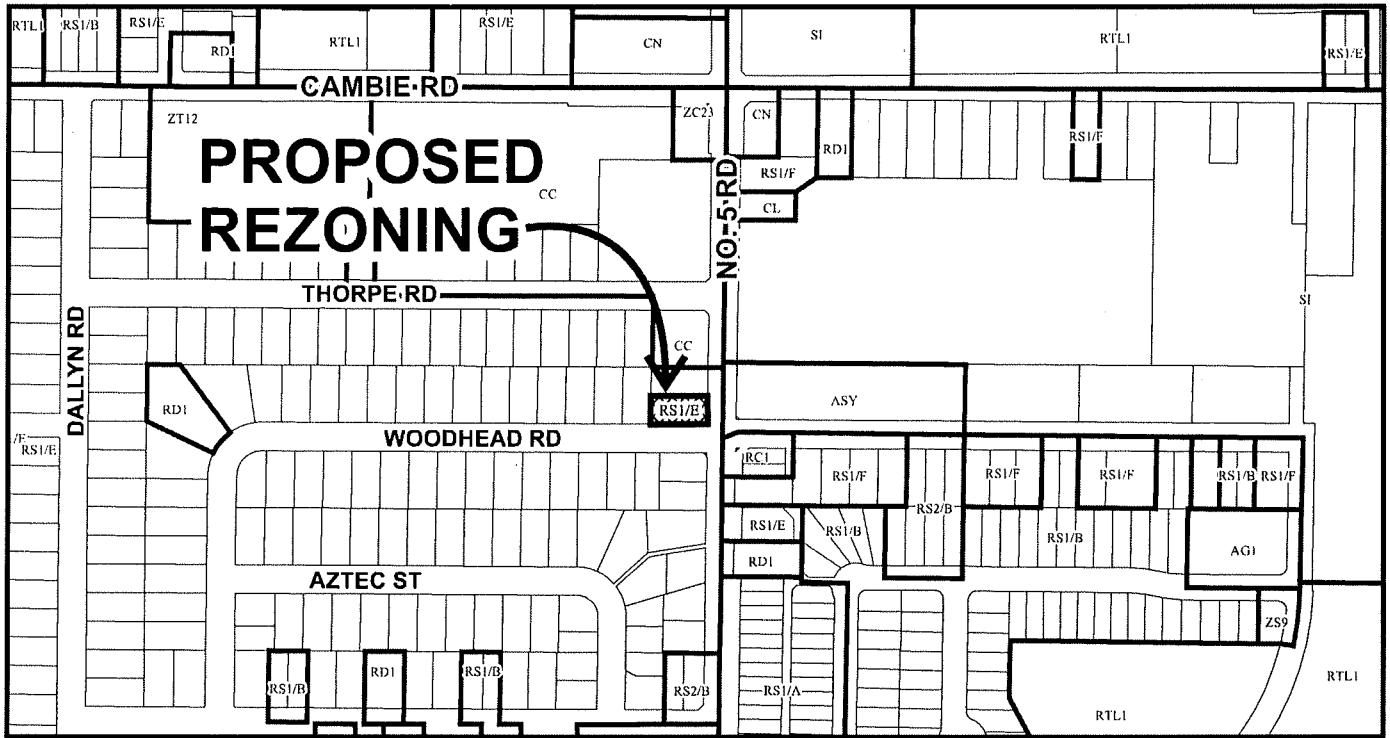 RTL1 RS1/B RS1/E RD1 RTL1 RS1/E CN SI RTL1 RS1/E
CAMBIE RD
ZT12 ZC23 CN RD1 RS1/F
PROPOSED
REZONING
CC
NO. 5 RD
RS1/F
CL
THORPE RD
SI
DALLYN RD
CC
RD1
RS1/E
ASY
/E
RS1/E
WOODHEAD RD
RC1 RS1/F RS2/B RS1/F RS1/F RS1/B RS1/F
RS1/E RS1/B RS1/B AG1
RD1
AZTEC ST
ZS9
RS1/B RD1 RS1/B RS2/B RS1/A RTL1 RTL1